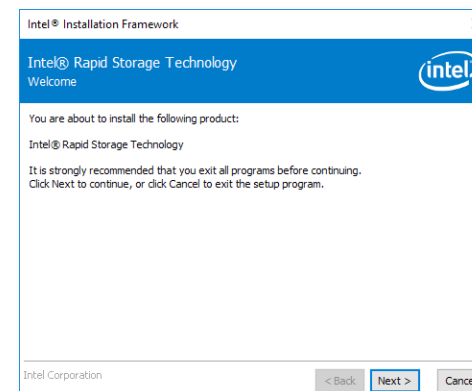 Intel® Installation Framework
Intel® Rapid Storage Technology
Welcome
intel
You are about to install the following product:
Intel® Rapid Storage Technology
It is strongly recommended that you exit all programs before continuing.
Click Next to continue, or click Cancel to exit the setup program.
Intel Corporation
< Back Next > Cance